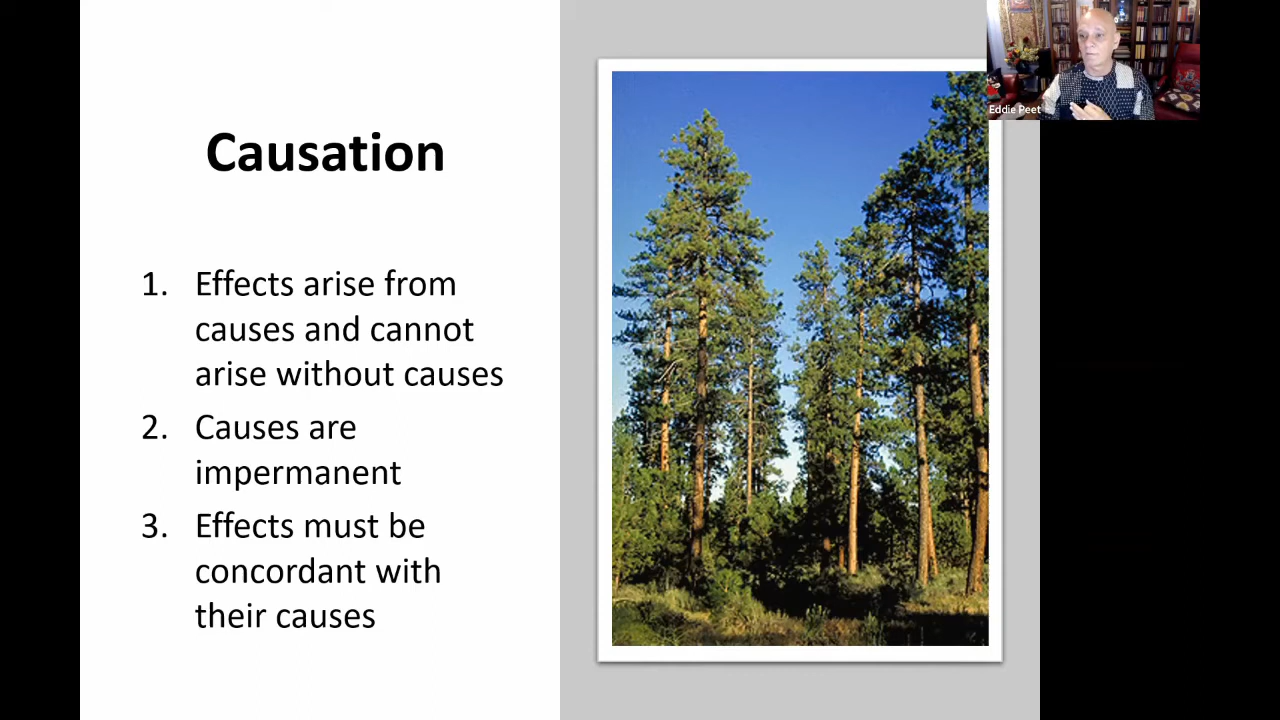 Causation
1. Effects arise from
causes and cannot
arise without causes
2. Causes are
impermanent
3. Effects must be
concordant with
their causes
Eddie Peet